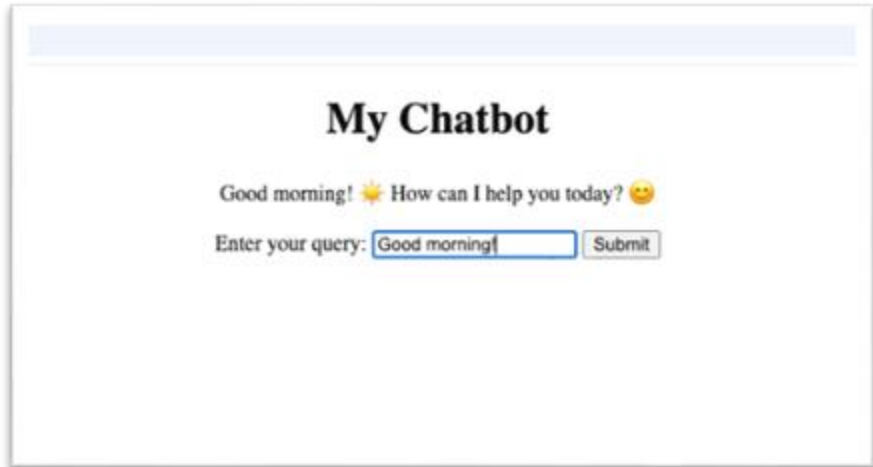 My Chatbot
Good morning! ☀️ How can I help you today? 😊
Enter your query: Good morning! Submit